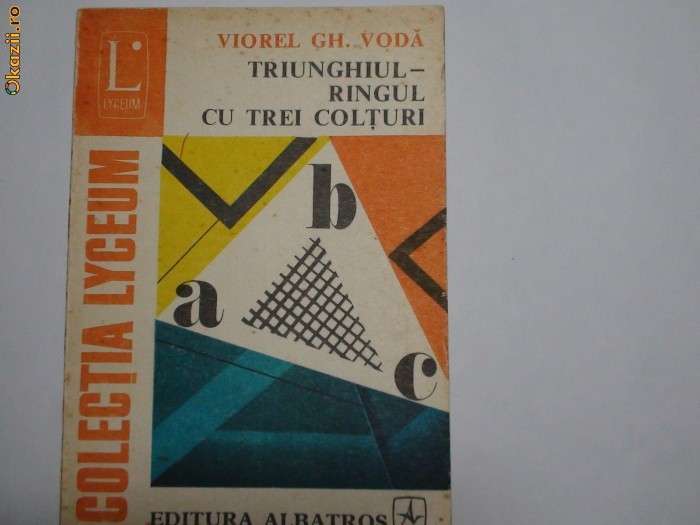 Okazii.ro
L
LYCEUM
VIOREL GH. VODĂ
TRIUNGHIUL–
RINGUL
CU TREI COLȚURI
COLECȚIA LYCEUM
b
a
c
EDITURA ALBATROS